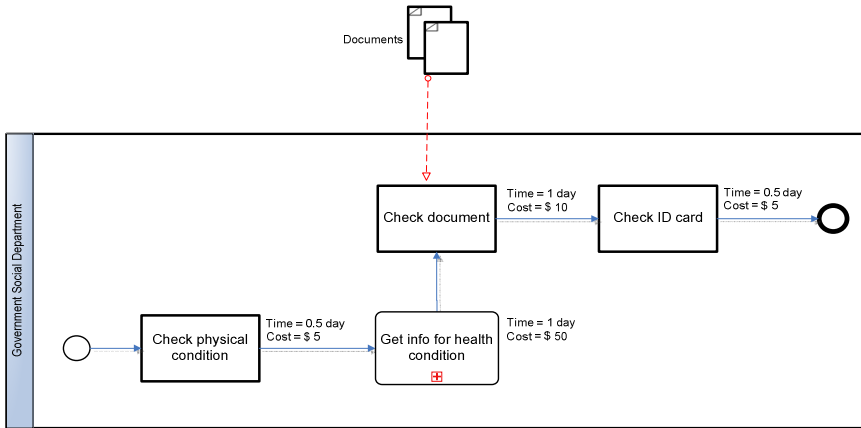 Documents
Government Social Department
Check document
Time = 1 day
Cost = $ 10
Check ID card
Time = 0.5 day
Cost = $ 5
Check physical
condition
Time = 0.5 day
Cost = $ 5
Get info for health
condition
Time = 1 day
Cost = $ 50